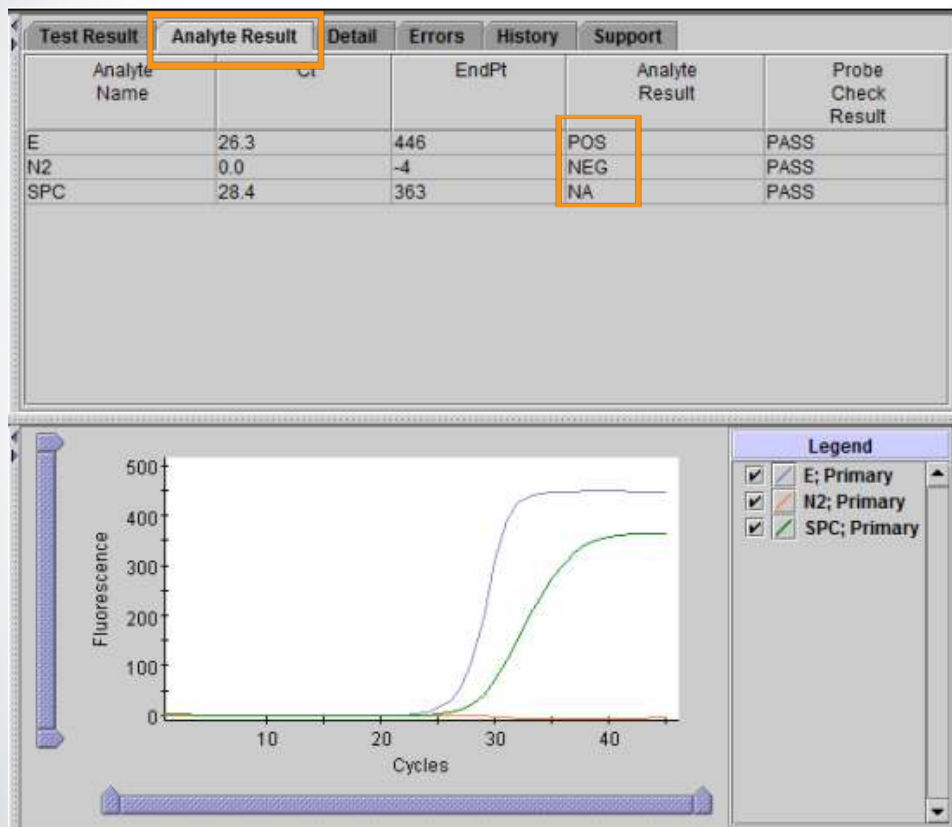 Test Result Analyte Result Detail Errors History Support
Analyte Name Ct EndPt Analyte Result Probe Check Result
E 26.3 446 POS PASS
N2 0.0 -4 NEG PASS
SPC 28.4 363 NA PASS
Legend
E; Primary
N2; Primary
SPC; Primary
500
400
300
200
100
0
Fluorescence
10 20 30 40
Cycles